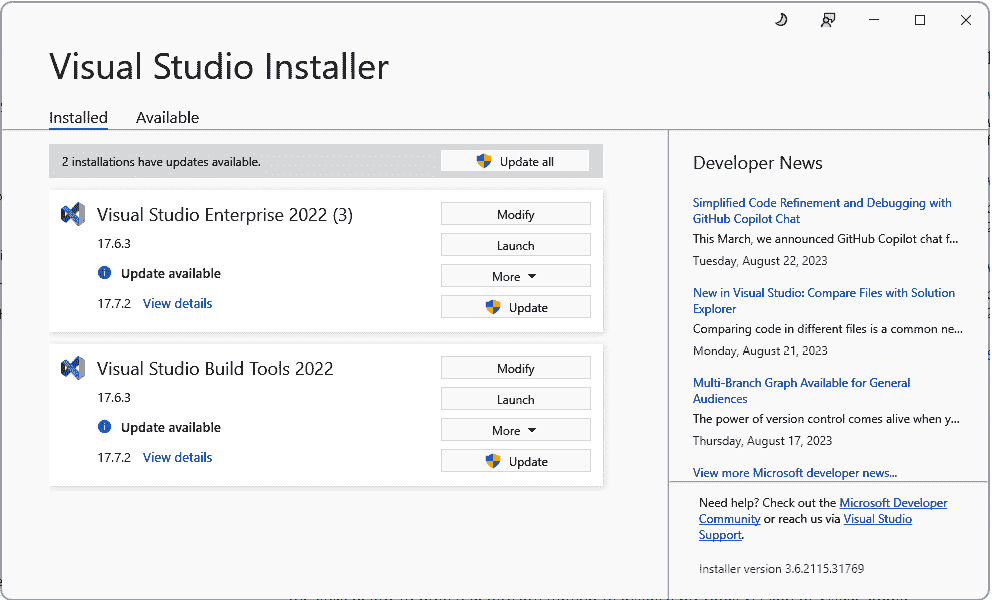 Visual Studio Installer
Installed
Available
2 installations have updates available.
Update all
Visual Studio Enterprise 2022 (3)
17.6.3
Update available
17.7.2 View details
Modify
Launch
More
Update
Visual Studio Build Tools 2022
17.6.3
Update available
17.7.2 View details
Modify
Launch
More
Update
Developer News
Simplified Code Refinement and Debugging with
GitHub Copilot Chat
This March, we announced GitHub Copilot chat f...
Tuesday, August 22, 2023
New in Visual Studio: Compare Files with Solution
Explorer
Comparing code in different files is a common ne...
Monday, August 21, 2023
Multi-Branch Graph Available for General
Audiences
The power of version control comes alive when y...
Thursday, August 17, 2023
View more Microsoft developer news...
Need help? Check out the Microsoft Developer
Community or reach us via Visual Studio
Support.
Installer version 3.6.2115.31769